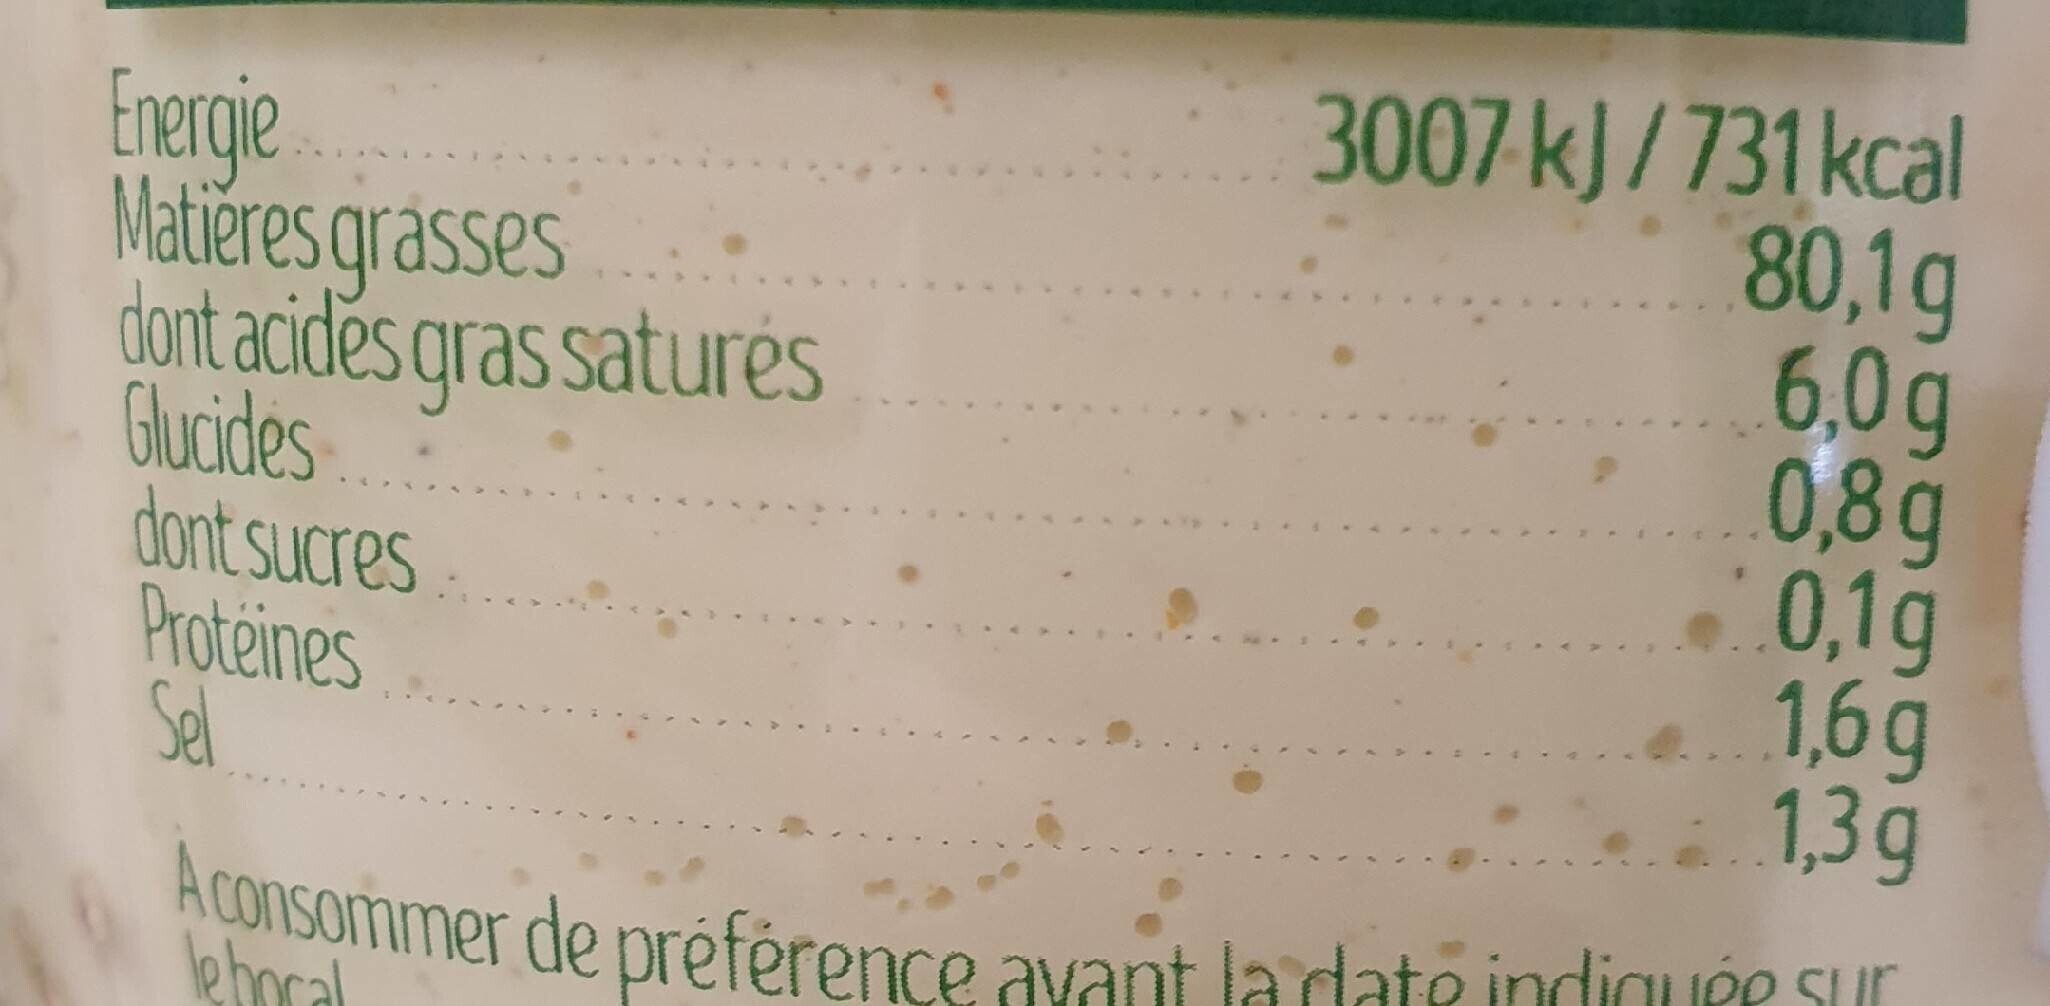 Energie 3007 kJ / 731 kcal
Matières grasses 80,1 g
dont acides gras saturés 6,0 g
Glucides 0,8 g
dont sucres 0,1 g
Protéines 1,6 g
Sel 1,3 g
A consommer de préférence avant la date indiquée sur
le bocal